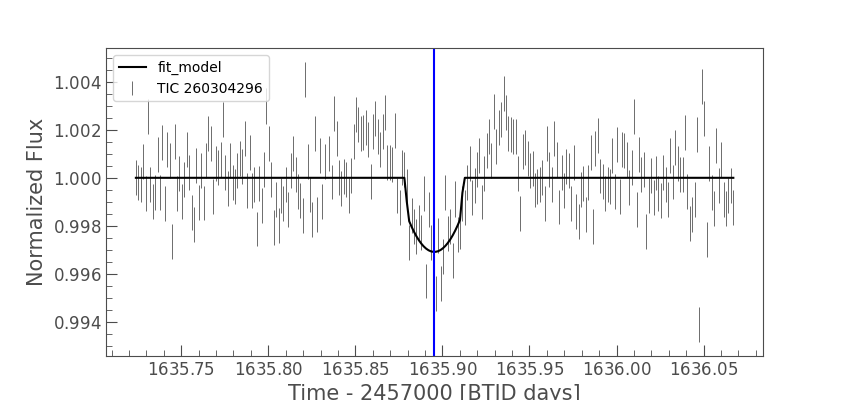 fit_model
TIC 260304296
1.004
1.002
1.000
0.998
0.996
0.994
Normalized Flux
1635.75 1635.80 1635.85 1635.90 1635.95 1636.00 1636.05
Time - 2457000 [BTJD days]